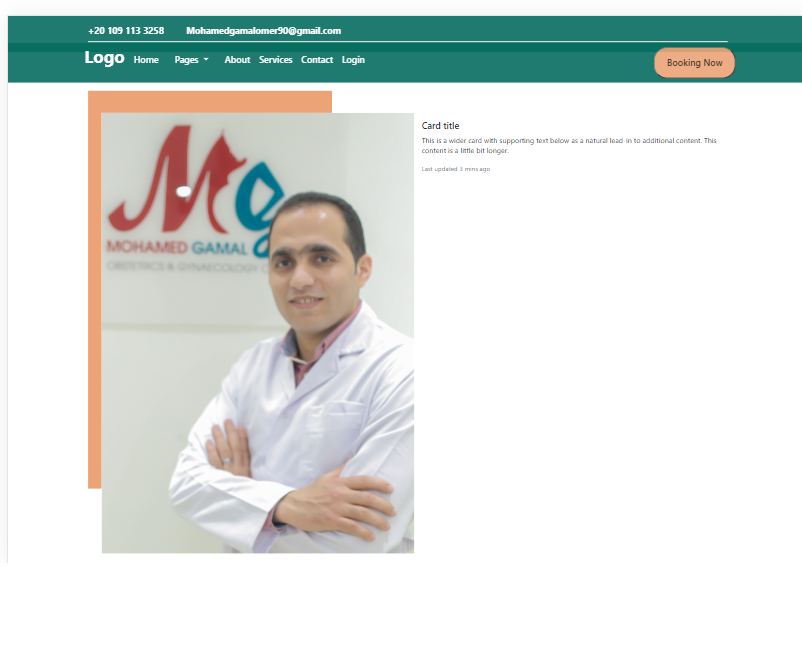 +20 109 113 3258 Mohamedgamalomer90@gmail.com
Logo Home Pages About Services Contact Login Booking Now
Mg
MOHAMED GAMAL
OBSTETRICS & GYNAECOLOGY C
Card title
This is a wider card with supporting text below as a natural lead-in to additional content. This
content is a little bit longer.
Last updated 3 mins ago